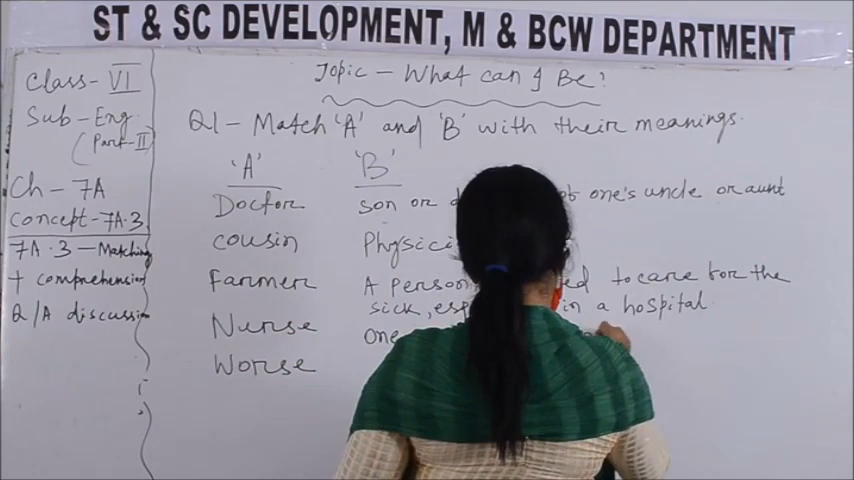 ST & SC DEVELOPMENT, M & BCW DEPARTMENT
Class - VI
Sub - Eng
(Part - II)
Ch - 7A
Concept - 7A.3
7A.3 - Matching
+ comprehension
Q/A discussion
Topic - What can I Be?
Q1 - Match 'A' and 'B' with their meanings.
'A' 'B'
Doctor son or of one's uncle or aunt
cousin
Farmer A person to care for the
sick, in a hospital
Nurse one
Worse